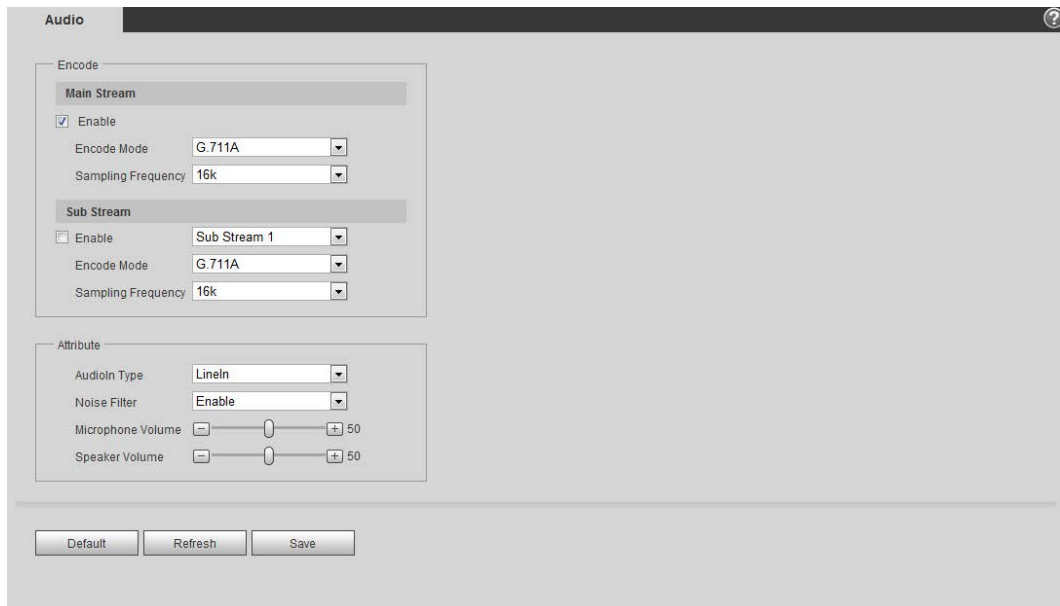 Audio
?
Encode
Main Stream
Enable
Encode Mode G.711A
Sampling Frequency 16k
Sub Stream
Enable Sub Stream 1
Encode Mode G.711A
Sampling Frequency 16k
Attribute
AudioIn Type LineIn
Noise Filter Enable
Microphone Volume - + 50
Speaker Volume - + 50
Default Refresh Save